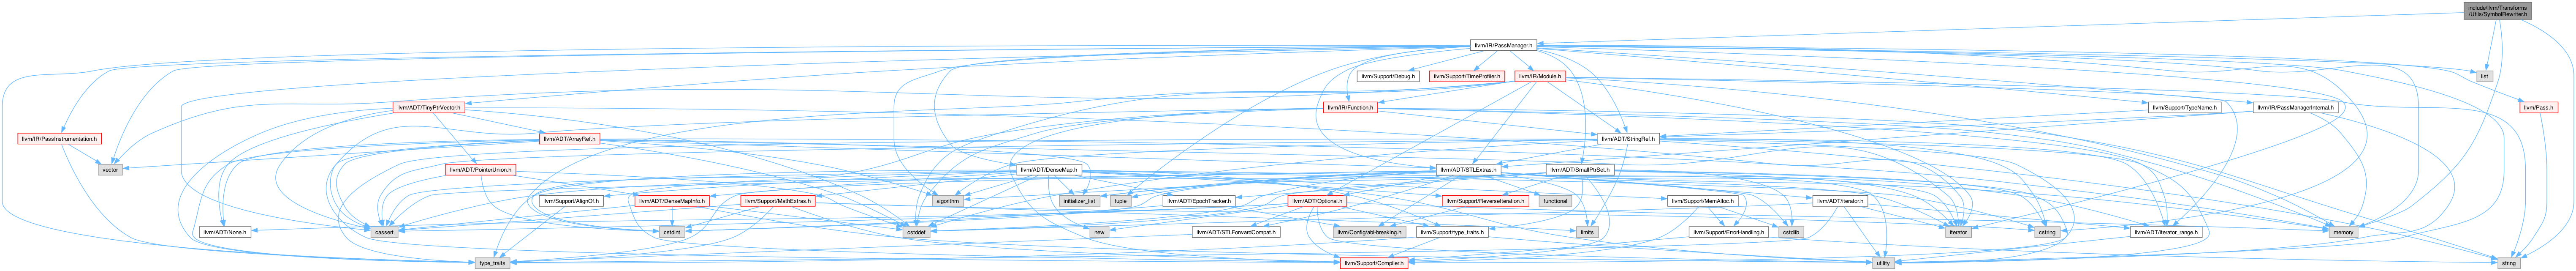 include/llvm/Transforms
/Utils/SymbolRewriter.h
llvm/IR/PassManager.h
llvm/Support/Debug.h
llvm/Support/TimeProfiler.h
llvm/IR/Module.h
list
llvm/ADT/TinyPtrVector.h
llvm/IR/Function.h
llvm/Support/TypeName.h
llvm/IR/PassManagerInternal.h
llvm/Pass.h
llvm/IR/PassInstrumentation.h
llvm/ADT/ArrayRef.h
llvm/ADT/StringRef.h
vector
llvm/ADT/PointerUnion.h
llvm/ADT/DenseMap.h
llvm/ADT/STLExtras.h
llvm/ADT/SmallPtrSet.h
llvm/Support/AlignOf.h
llvm/ADT/DenseMapInfo.h
llvm/Support/MathExtras.h
algorithm
initializer_list
tuple
llvm/ADT/EpochTracker.h
llvm/ADT/Optional.h
llvm/Support/ReverseIteration.h
functional
llvm/Support/MemAlloc.h
llvm/ADT/iterator.h
llvm/ADT/None.h
cassert
cstdint
cstddef
new
llvm/ADT/STLForwardCompat.h
llvm/Config/abi-breaking.h
llvm/Support/type_traits.h
limits
cstdlib
llvm/Support/ErrorHandling.h
iterator
cstring
llvm/ADT/iterator_range.h
memory
type_traits
llvm/Support/Compiler.h
utility
string